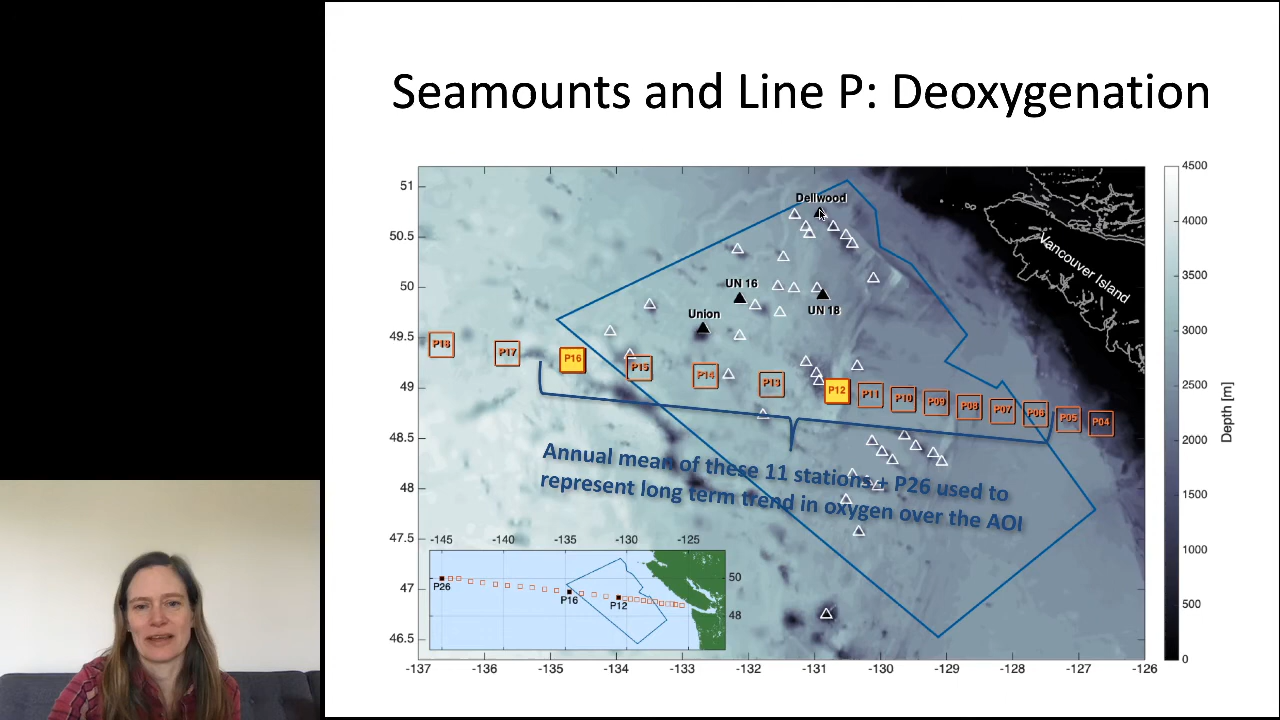 Seamounts and Line P: Deoxygenation
51
50.5
50
49.5
49
48.5
48
47.5
47
46.5
-137 -136 -135 -134 -133 -132 -131 -130 -129 -128 -127 -126
Dellwood
UN 16
UN 18
Union
Vancouver Island
P18 P17 P16 P15 P14 P13 P12 P11 P10 P09 P08 P07 P06 P05 P04
Annual mean of these 11 stations + P26 used to
represent long term trend in oxygen over the AOI
-145 -140 -135 -130 -125
50
48
P26
P16
P12
4500
4000
3500
3000
2500
2000
1500
1000
500
0
Depth [m]